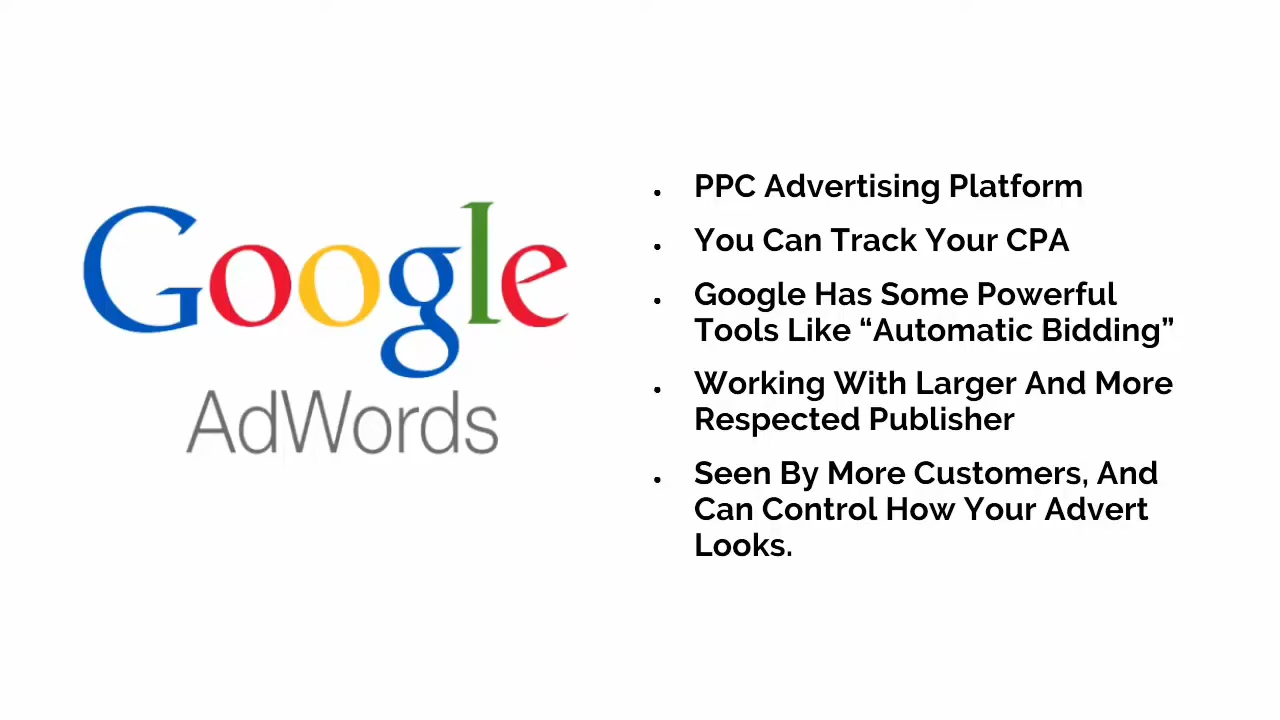 Google
AdWords
. PPC Advertising Platform
. You Can Track Your CPA
. Google Has Some Powerful
Tools Like “Automatic Bidding”
. Working With Larger And More
Respected Publisher
. Seen By More Customers, And
Can Control How Your Advert
Looks.